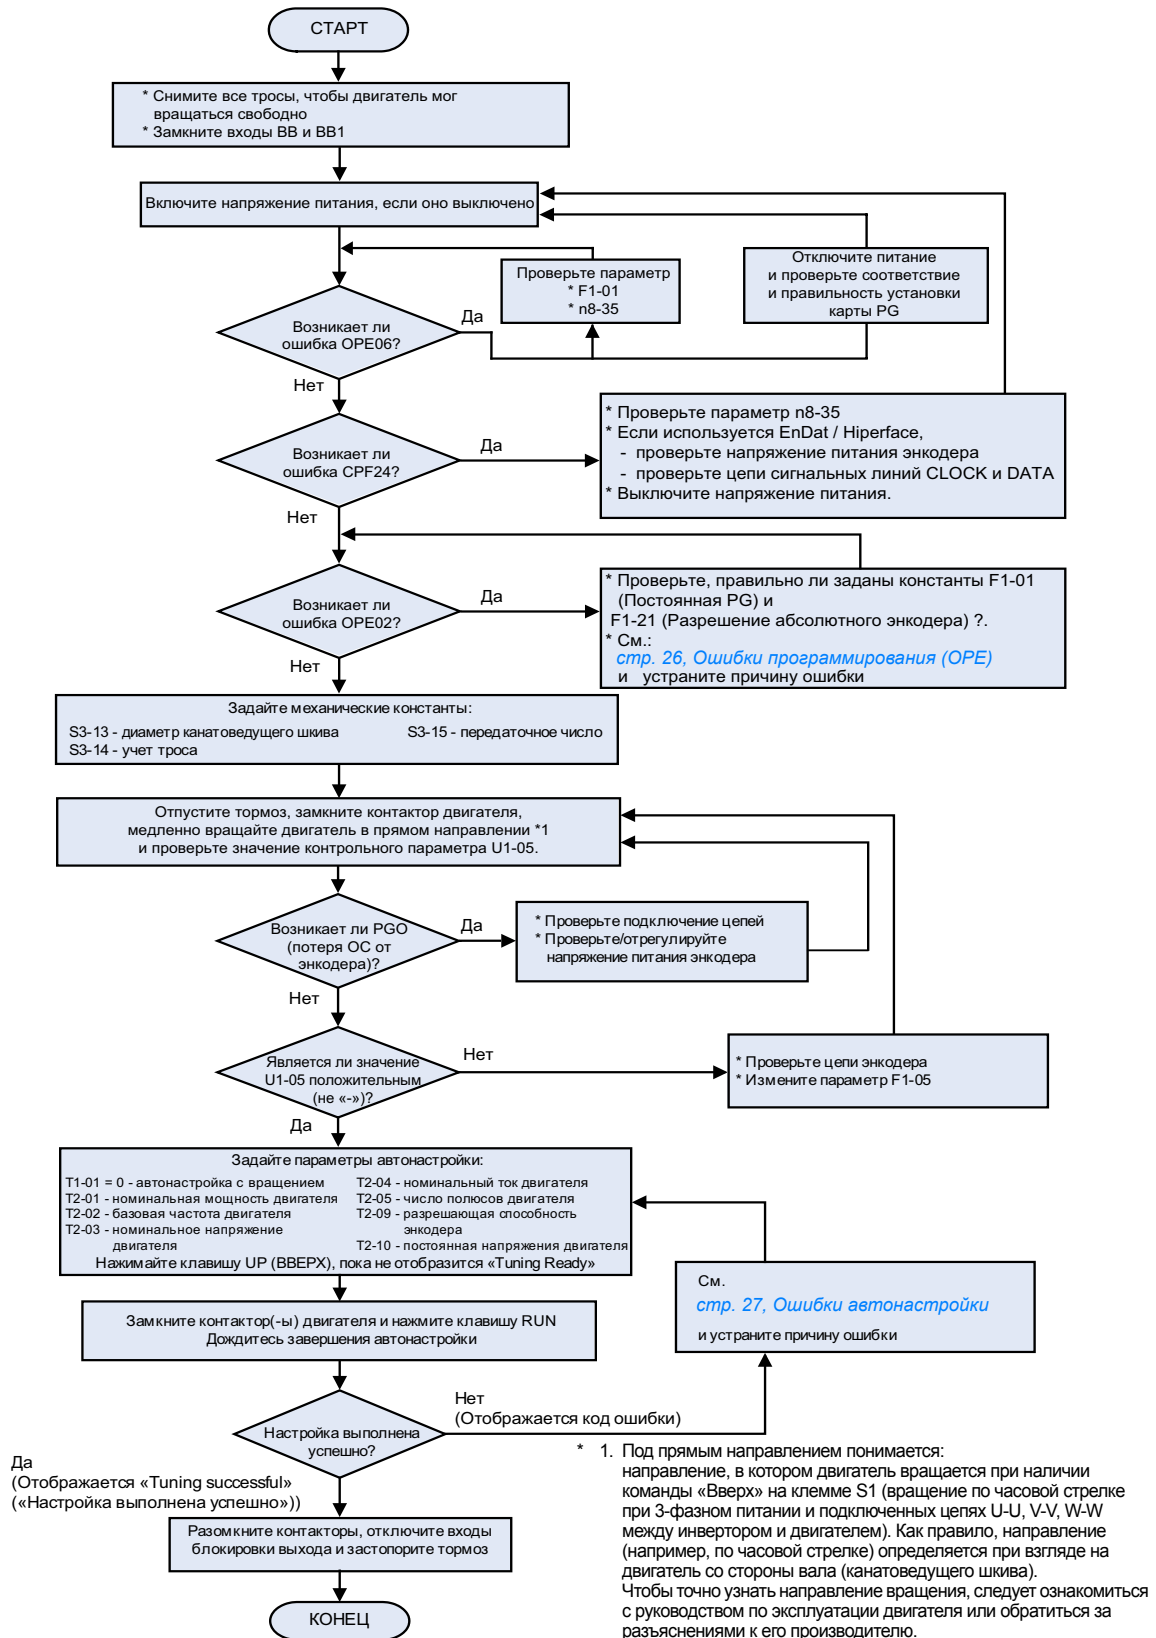 СТАРТ
* Снимите все тросы, чтобы двигатель мог
вращаться свободно
* Замкните входы BB и BB1
Включите напряжение питания, если оно выключено
Проверьте параметр
* F1-01
* n8-35
Отключите питание
и проверьте соответствие
и правильность установки
карты PG
Возникает ли
ошибка OPE06?
Да
Нет
Возникает ли
ошибка CPF24?
Да
* Проверьте параметр n8-35
* Если используется EnDat / Hiperface,
- проверьте напряжение питания энкодера
- проверьте цепи сигнальных линий CLOCK и DATA
* Выключите напряжение питания.
Нет
Возникает ли
ошибка OPE02?
Да
* Проверьте, правильно ли заданы константы F1-01
(Постоянная PG) и
F1-21 (Разрешение абсолютного энкодера) ?.
* См.:
стр. 26, Ошибки программирования (OPE)
и устраните причину ошибки
Нет
Задайте механические константы:
S3-13 - диаметр канатоведущего шкива S3-15 - передаточное число
S3-14 - учет троса
Отпустите тормоз, замкните контактор двигателя,
медленно вращайте двигатель в прямом направлении *1
и проверьте значение контрольного параметра U1-05.
Возникает ли PGO
(потеря ОС от
энкодера)?
Да
* Проверьте подключение цепей
* Проверьте/отрегулируйте
напряжение питания энкодера
Нет
Является ли значение
U1-05 положительным
(не «-»)?
Нет
* Проверьте цепи энкодера
* Измените параметр F1-05
Да
Задайте параметры автонастройки:
T1-01 = 0 - автонастройка с вращением T2-04 - номинальный ток двигателя
T2-01 - номинальная мощность двигателя T2-05 - число полюсов двигателя
T2-02 - базовая частота двигателя T2-09 - разрешающая способность
T2-03 - номинальное напряжение энкодера
двигателя T2-10 - постоянная напряжения двигателя
Нажимайте клавишу UP (ВВЕРХ), пока не отобразится «Tuning Ready»
См.
стр. 27, Ошибки автонастройки
и устраните причину ошибки
Замкните контактор(-ы) двигателя и нажмите клавишу RUN
Дождитесь завершения автонастройки
Настройка выполнена
успешно?
Нет
(Отображается код ошибки)
Да
(Отображается «Tuning successful»
(«Настройка выполнена успешно»))
Разомкните контакторы, отключите входы
блокировки выхода и застопорите тормоз
КОНЕЦ
* 1. Под прямым направлением понимается:
направление, в котором двигатель вращается при наличии
команды «Вверх» на клемме S1 (вращение по часовой стрелке
при 3-фазном питании и подключенных цепях U-U, V-V, W-W
между инвертором и двигателем). Как правило, направление
(например, по часовой стрелке) определяется при взгляде на
двигатель со стороны вала (канатоведущего шкива).
Чтобы точно узнать направление вращения, следует ознакомиться
с руководством по эксплуатации двигателя или обратиться за
разъяснениями к его производителю.